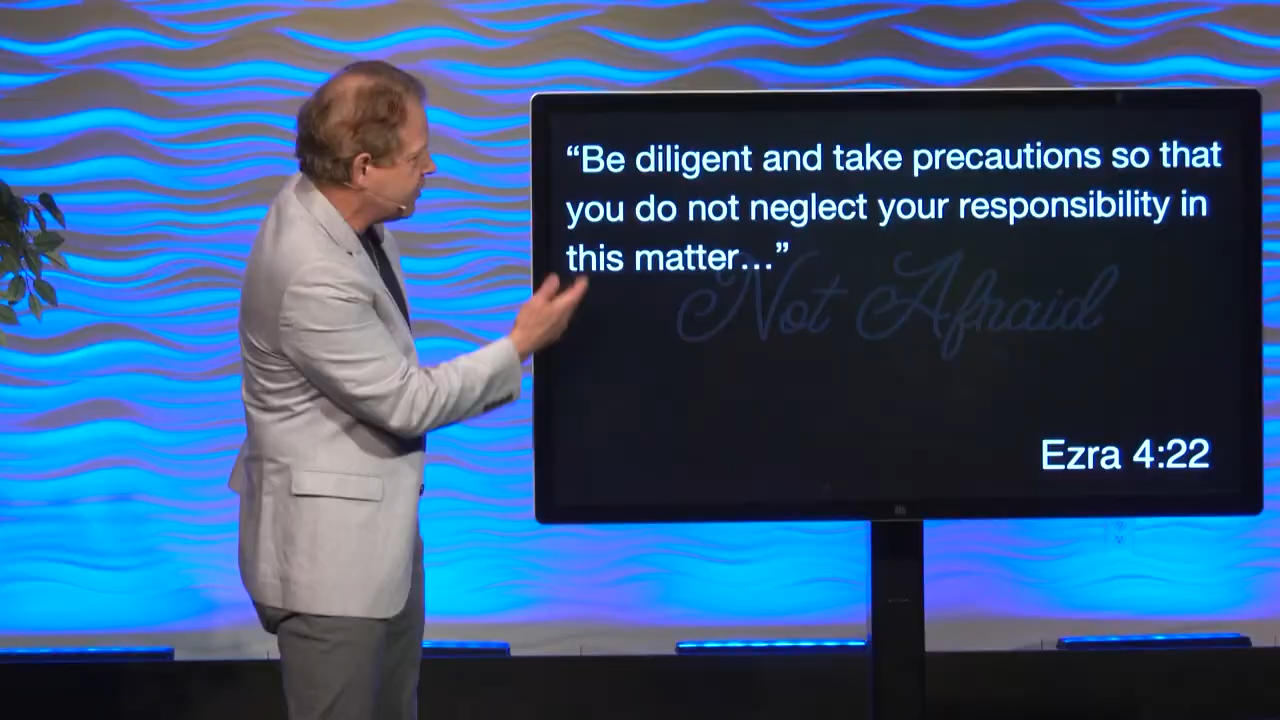 “Be diligent and take precautions so that
you do not neglect your responsibility in
this matter…”
Not Afraid
Ezra 4:22